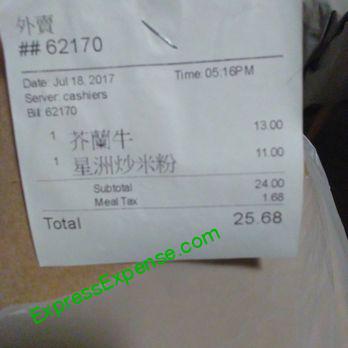 外賣
## 62170
Date: Jul 18, 2017 Time: 05:16PM
Server: cashiers
Bill: 62170
1 芥蘭牛 13.00
1 星洲炒米粉 11.00
Subtotal 24.00
Meal Tax 1.68
Total 25.68
ExpressExpense.com